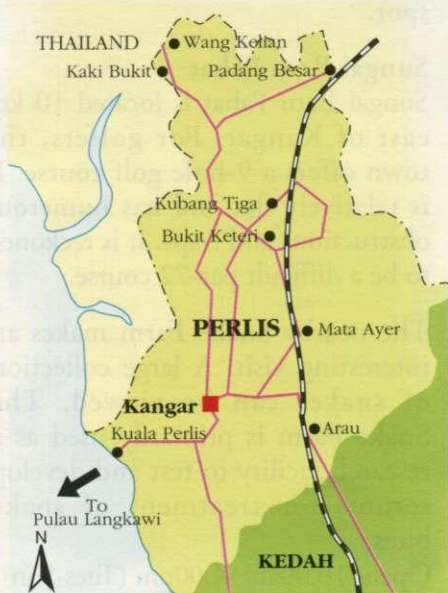 THAILAND
Wang Kelian
Kaki Bukit
Padang Besar
Kubang Tiga
Bukit Keteri
PERLIS
Mata Ayer
Kangar
Arau
Kuala Perlis
To
Pulau Langkawi
N
KEDAH